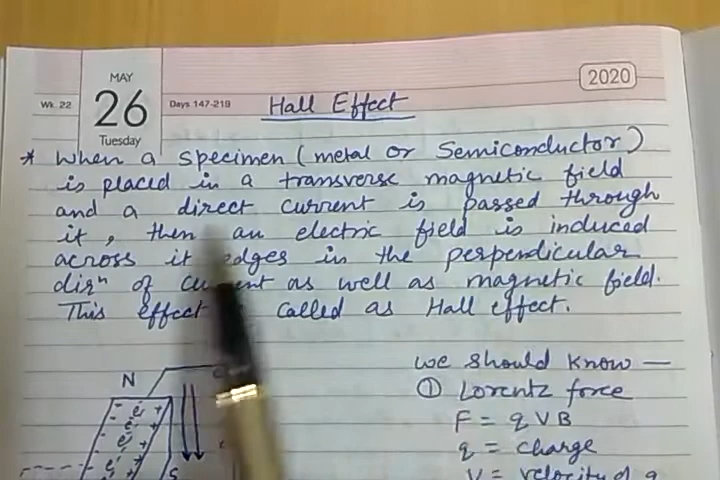 MAY
2020
Wk. 22
26
Days 147-219
Hall Effect
Tuesday
* When a specimen (metal or Semiconductor)
is placed in a transverse magnetic field
and a direct current is passed through
it, then an electric field is induced
across it edges in the perpendicular
dirⁿ of as well as magnetic field.
This effect called as Hall effect.
N
we should know —
① Lorentz force
F = qVB
q = charge
V = velocity of a
S